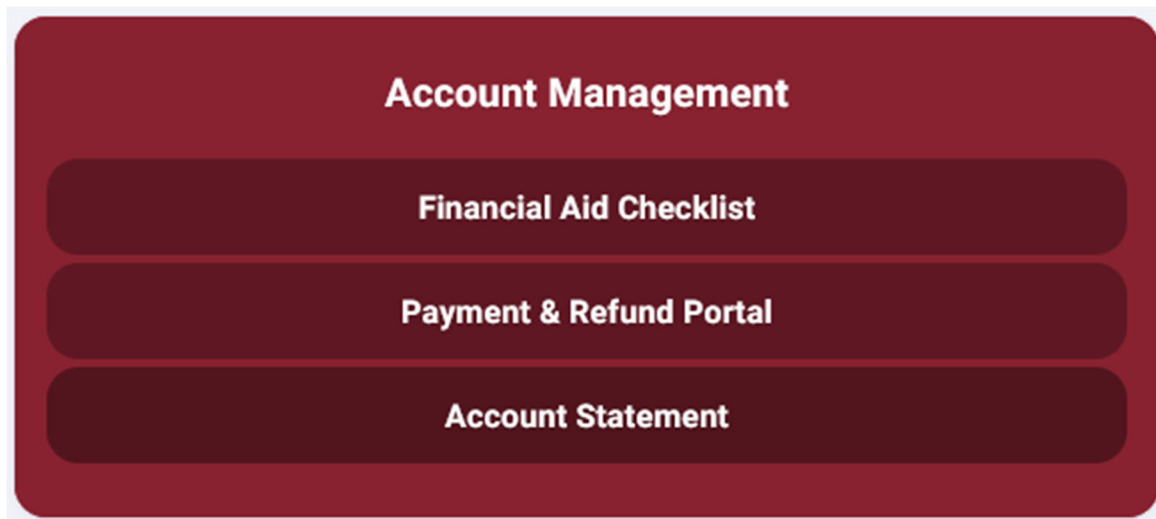 Account Management
Financial Aid Checklist
Payment & Refund Portal
Account Statement